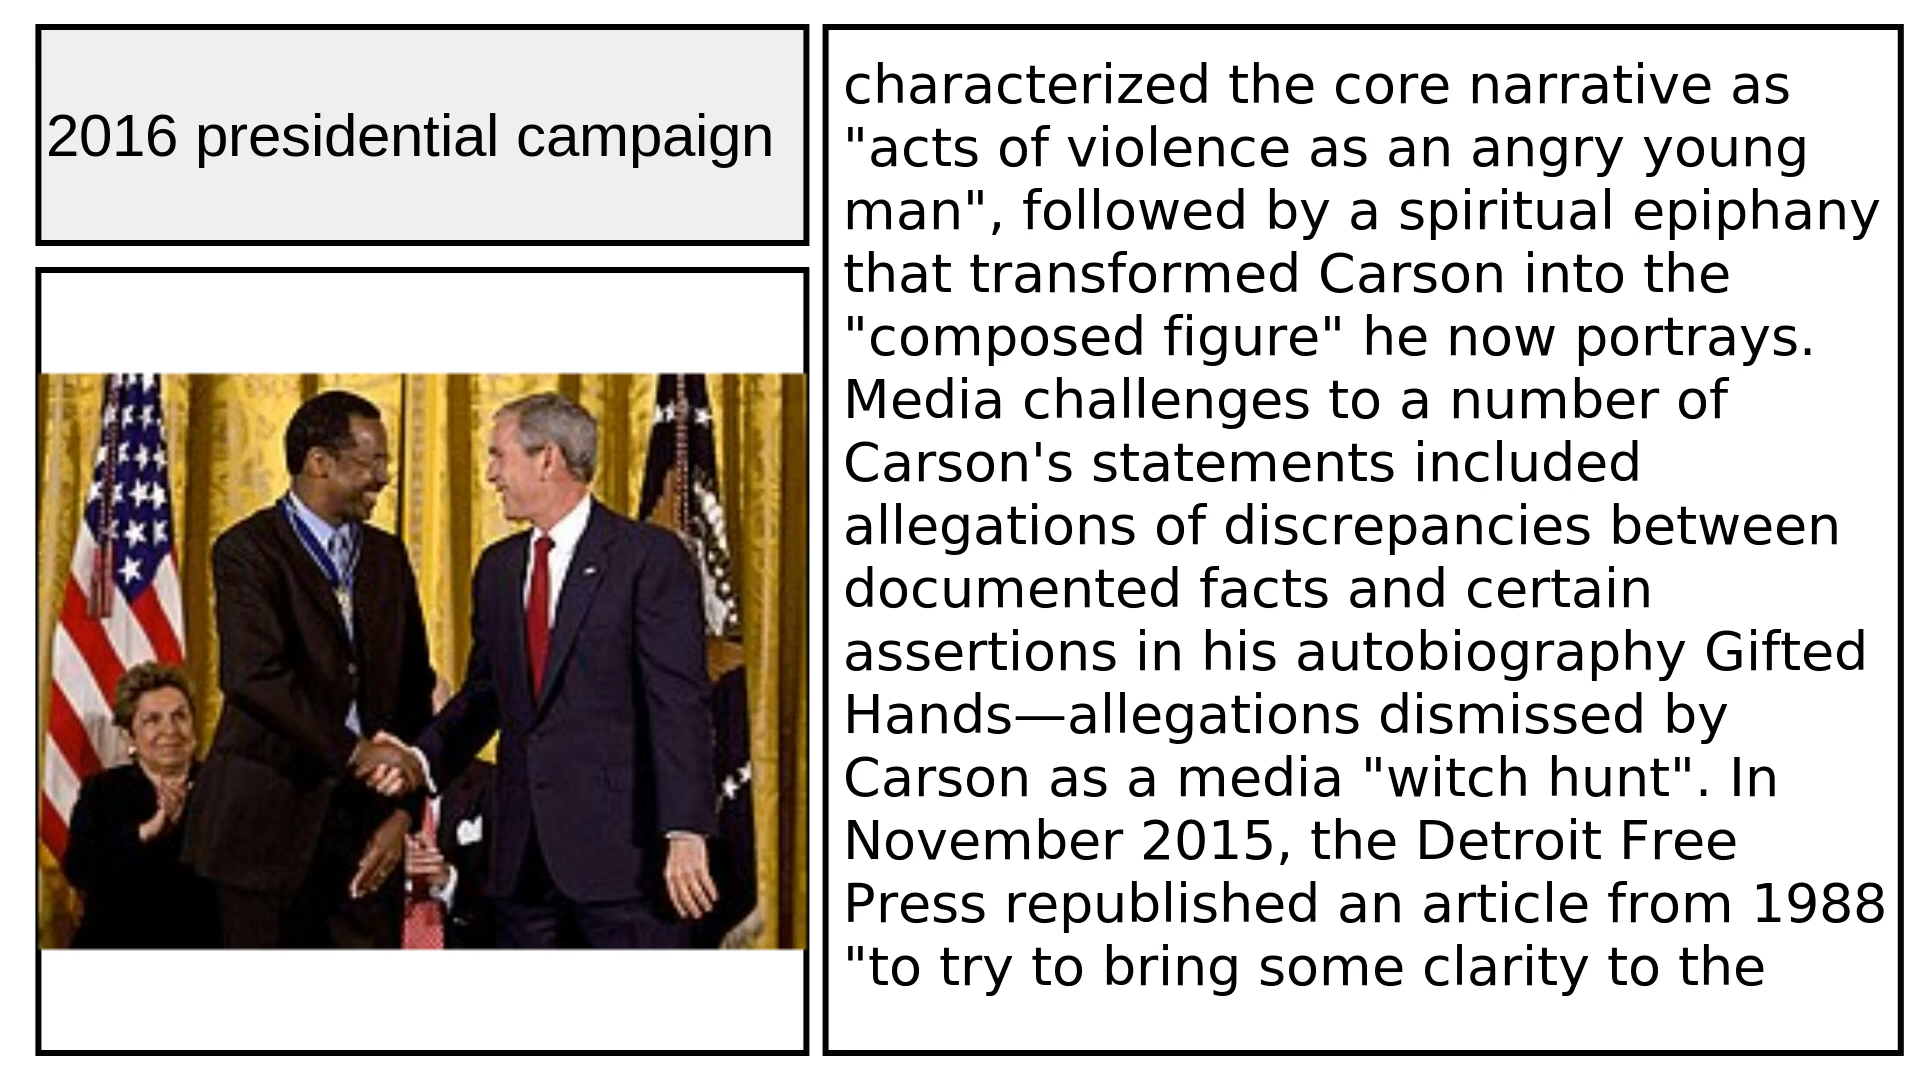 2016 presidential campaign
characterized the core narrative as
"acts of violence as an angry young
man", followed by a spiritual epiphany
that transformed Carson into the
"composed figure" he now portrays.
Media challenges to a number of
Carson's statements included
allegations of discrepancies between
documented facts and certain
assertions in his autobiography Gifted
Hands—allegations dismissed by
Carson as a media "witch hunt". In
November 2015, the Detroit Free
Press republished an article from 1988
"to try to bring some clarity to the